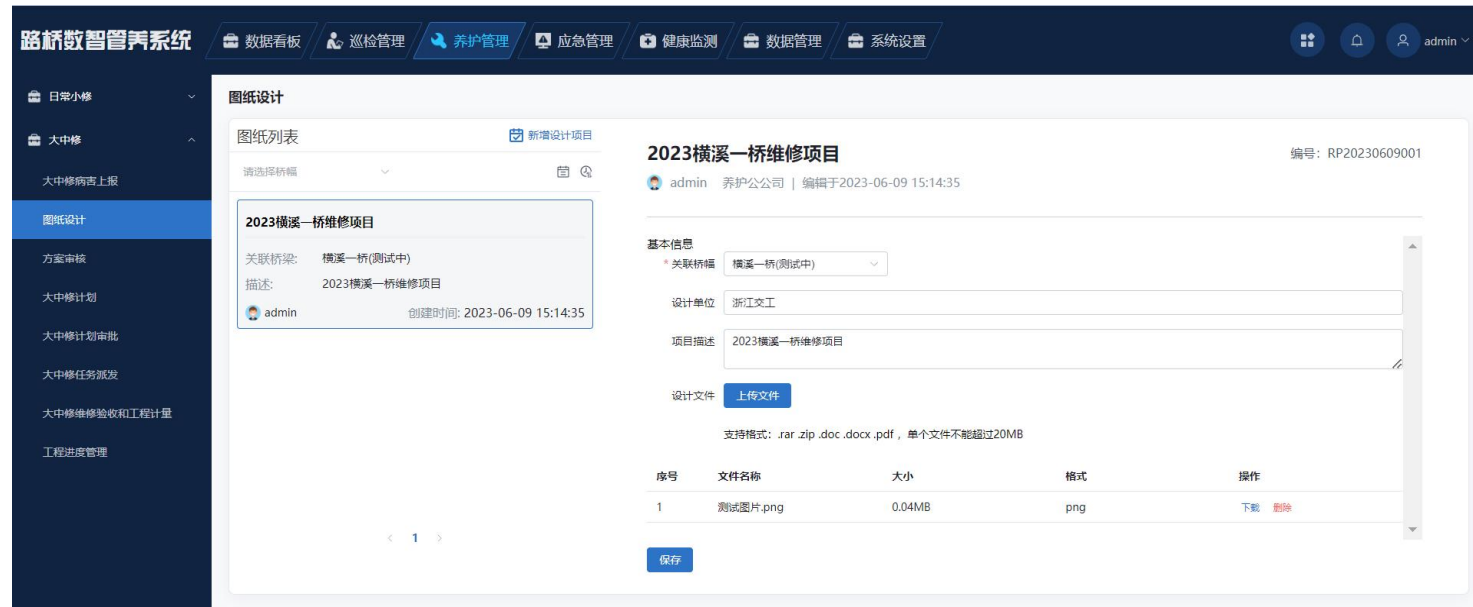 路桥数智管养系统
数据看板 巡检管理 养护管理 应急管理 健康监测 数据管理 系统设置
admin
日常小修
大中修
大中修病害上报
图纸设计
方案审核
大中修计划
大中修计划审批
大中修任务派发
大中修维修验收和工程计量
工程进度管理
图纸设计
图纸列表 新增设计项目
请选择桥幅
2023横溪一桥维修项目
关联桥梁: 横溪一桥(测试中)
描述: 2023横溪一桥维修项目
admin 创建时间: 2023-06-09 15:14:35
1
2023横溪一桥维修项目 编号：RP20230609001
admin 养护公公司 | 编辑于2023-06-09 15:14:35
基本信息
* 关联桥幅 横溪一桥(测试中)
设计单位 浙江交工
项目描述 2023横溪一桥维修项目
设计文件 上传文件
支持格式：.rar .zip .doc .docx .pdf ，单个文件不能超过20MB
序号 文件名称 大小 格式 操作
1 测试图片.png 0.04MB png 下载 删除
保存